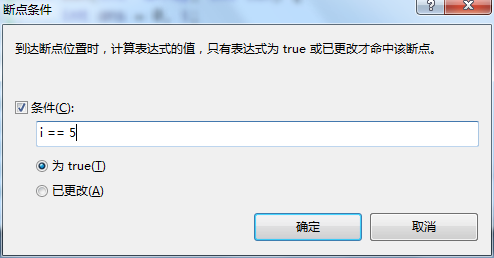 断点条件
到达断点位置时，计算表达式的值，只有表达式为 true 或已更改才命中该断点。
条件(C):
i == 5
为 true(T)
已更改(A)
确定
取消